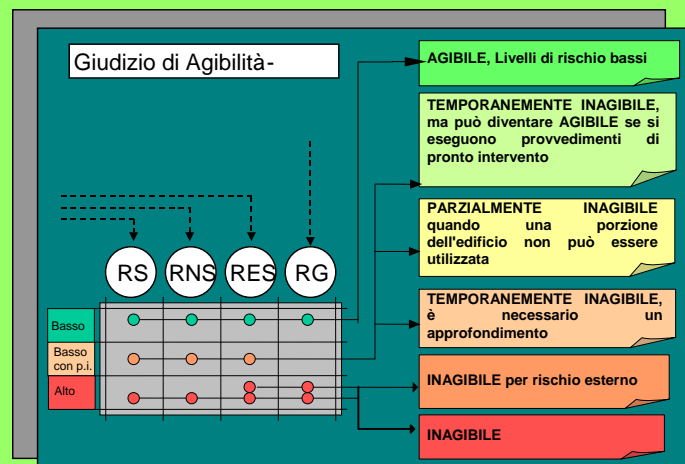 Giudizio di Agibilità-
AGIBILE, Livelli di rischio bassi
TEMPORANEMENTE INAGIBILE,
ma può diventare AGIBILE se si
eseguono provvedimenti di
pronto intervento
PARZIALMENTE INAGIBILE
quando una porzione
dell'edificio non può essere
utilizzata
TEMPORANEMENTE INAGIBILE,
è necessario un
approfondimento
INAGIBILE per rischio esterno
INAGIBILE
RS RNS RES RG
Basso
Basso
con p.i.
Alto